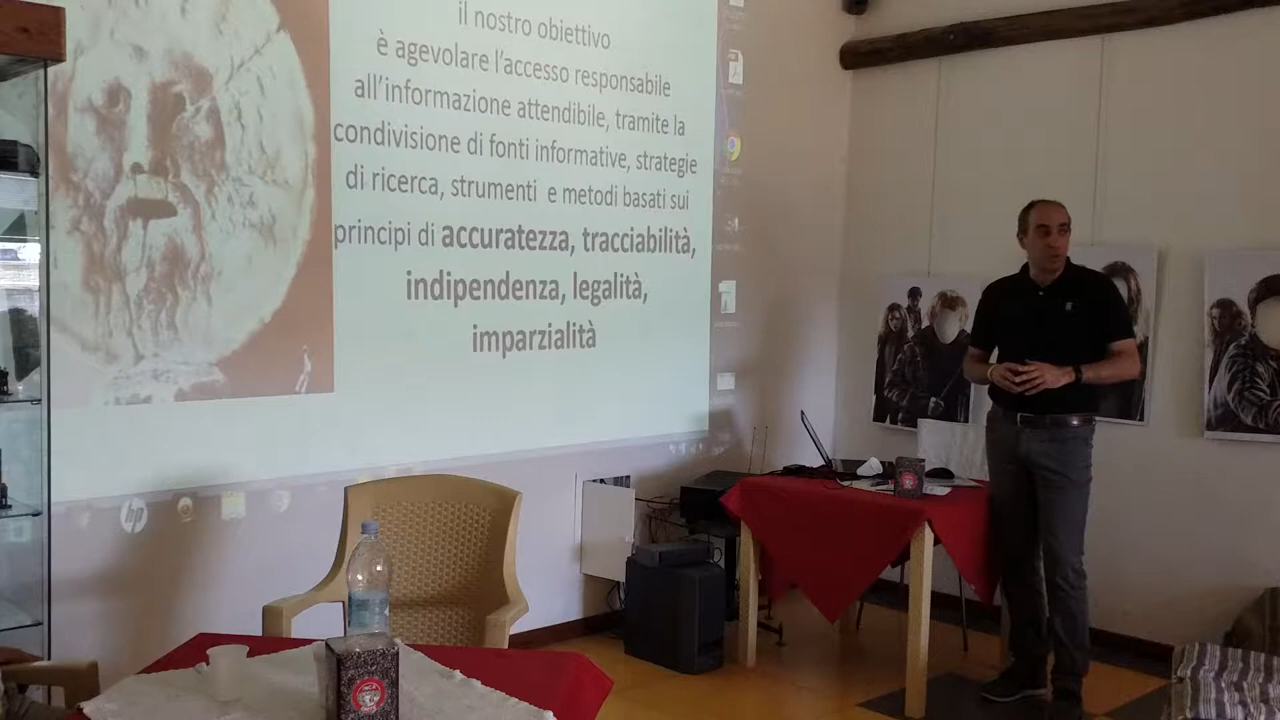 il nostro obiettivo
è agevolare l'accesso responsabile
all'informazione attendibile, tramite la
condivisione di fonti informative, strategie
di ricerca, strumenti e metodi basati sui
principi di accuratezza, tracciabilità,
indipendenza, legalità,
imparzialità
hp